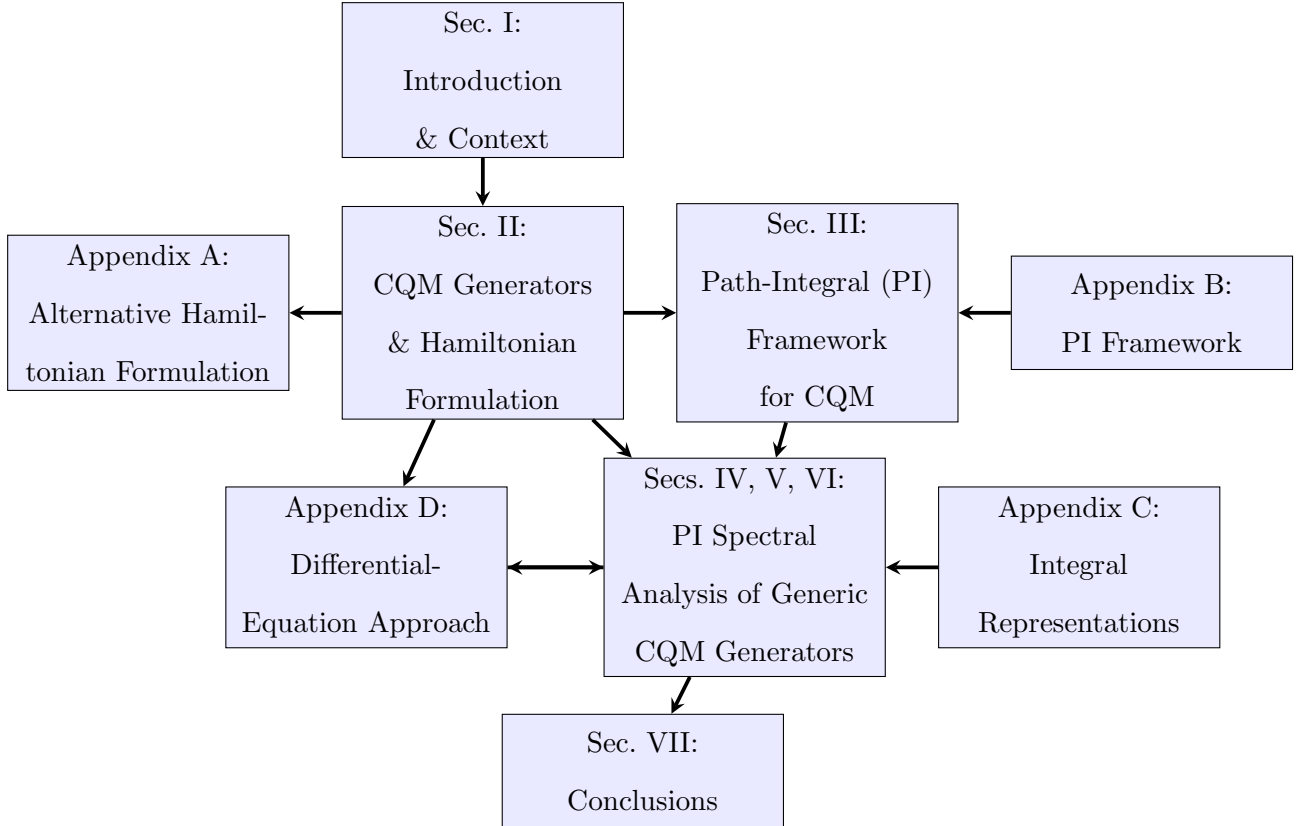 Sec. I:
Introduction
& Context
Sec. II:
CQM Generators
& Hamiltonian
Formulation
Sec. III:
Path-Integral (PI)
Framework
for CQM
Appendix A:
Alternative Hamil-
tonian Formulation
Appendix B:
PI Framework
Appendix D:
Differential-
Equation Approach
Secs. IV, V, VI:
PI Spectral
Analysis of Generic
CQM Generators
Appendix C:
Integral
Representations
Sec. VII:
Conclusions